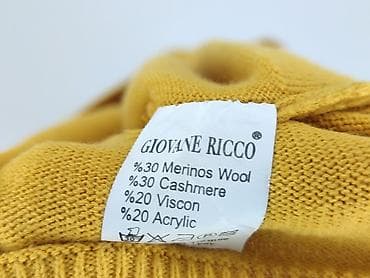 GIOVANE RICCO®
%30 Merinos Wool
%30 Cashmere
%20 Viscon
%20 Acrylic